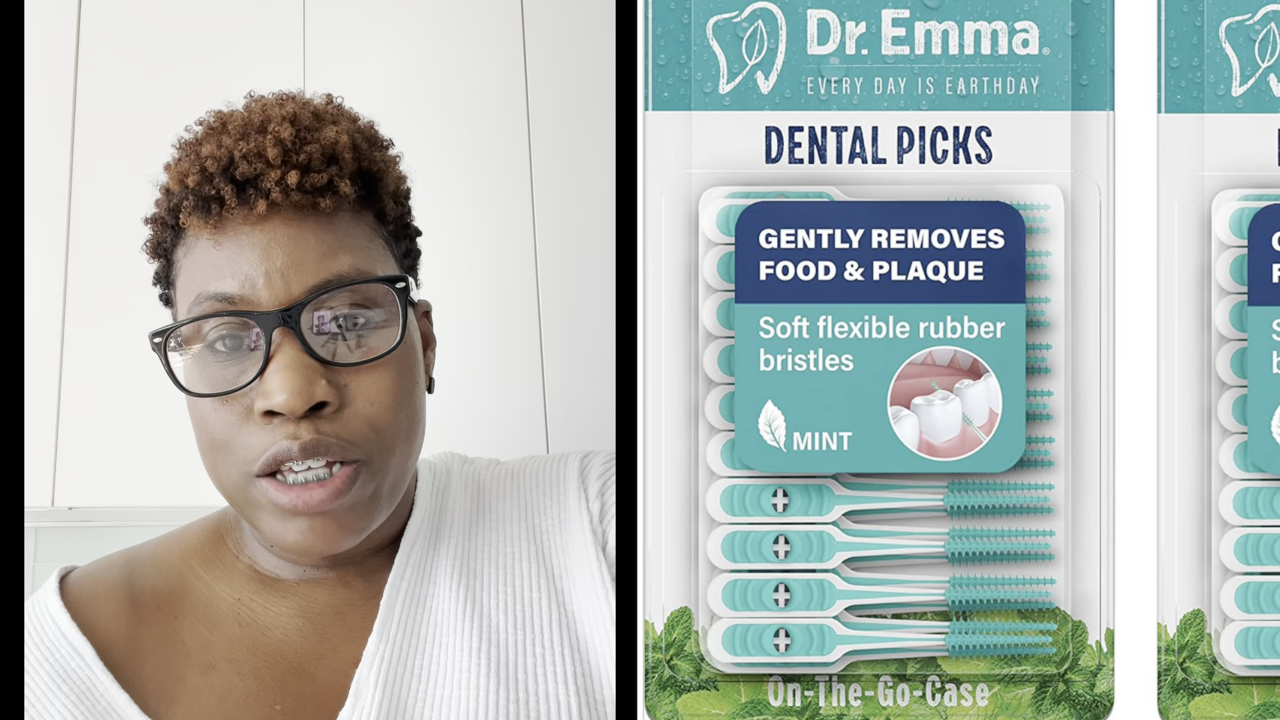 Dr. Emma®
EVERY DAY IS EARTHDAY
DENTAL PICKS
GENTLY REMOVES
FOOD & PLAQUE
Soft flexible rubber
bristles
MINT
On-The-Go-Case